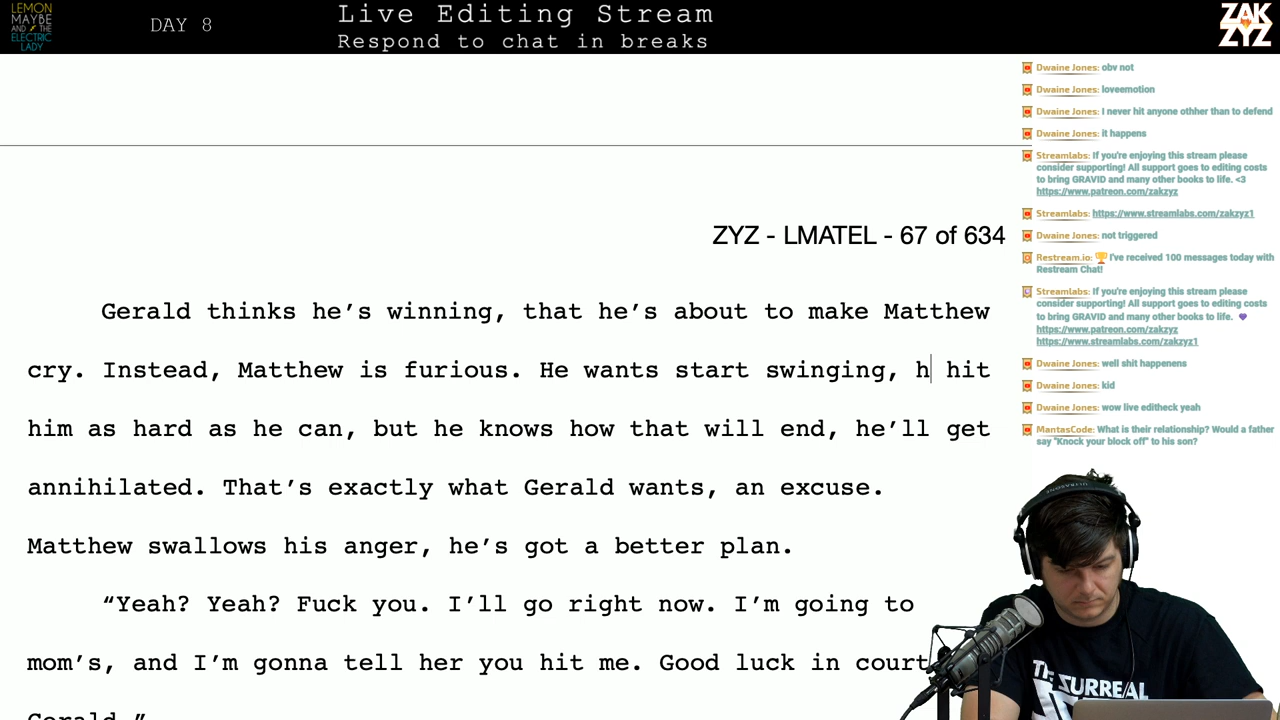 LEMON
MAYBE
AND THE
ELECTRIC
LADY
DAY 8
Live Editing Stream
Respond to chat in breaks
ZAK
ZYZ
Dwaine Jones: obv not
Dwaine Jones: loveemotion
Dwaine Jones: I never hit anyone othher than to defend
Dwaine Jones: it happens
Streamlabs: If you're enjoying this stream please
consider supporting! All support goes to editing costs
to bring GRAVID and many other books to life. <3
https://www.patreon.com/zakzyz
Streamlabs: https://www.streamlabs.com/zakzyz1
Dwaine Jones: not triggered
Restream.io: 🏆 I've received 100 messages today with
Restream Chat!
Streamlabs: If you're enjoying this stream please
consider supporting! All support goes to editing costs
to bring GRAVID and many other books to life. 💜
https://www.patreon.com/zakzyz
https://www.streamlabs.com/zakzyz1
Dwaine Jones: well shit happenens
Dwaine Jones: kid
Dwaine Jones: wow live editheck yeah
MantasCode: What is their relationship? Would a father
say "Knock your block off" to his son?
ZYZ - LMATEL - 67 of 634
Gerald thinks he’s winning, that he’s about to make Matthew
cry. Instead, Matthew is furious. He wants start swinging, h hit
him as hard as he can, but he knows how that will end, he’ll get
annihilated. That’s exactly what Gerald wants, an excuse.
Matthew swallows his anger, he’s got a better plan.
“Yeah? Yeah? Fuck you. I’ll go right now. I’m going to
mom’s, and I’m gonna tell her you hit me. Good luck in court
Gerald.”
THE SURREAL